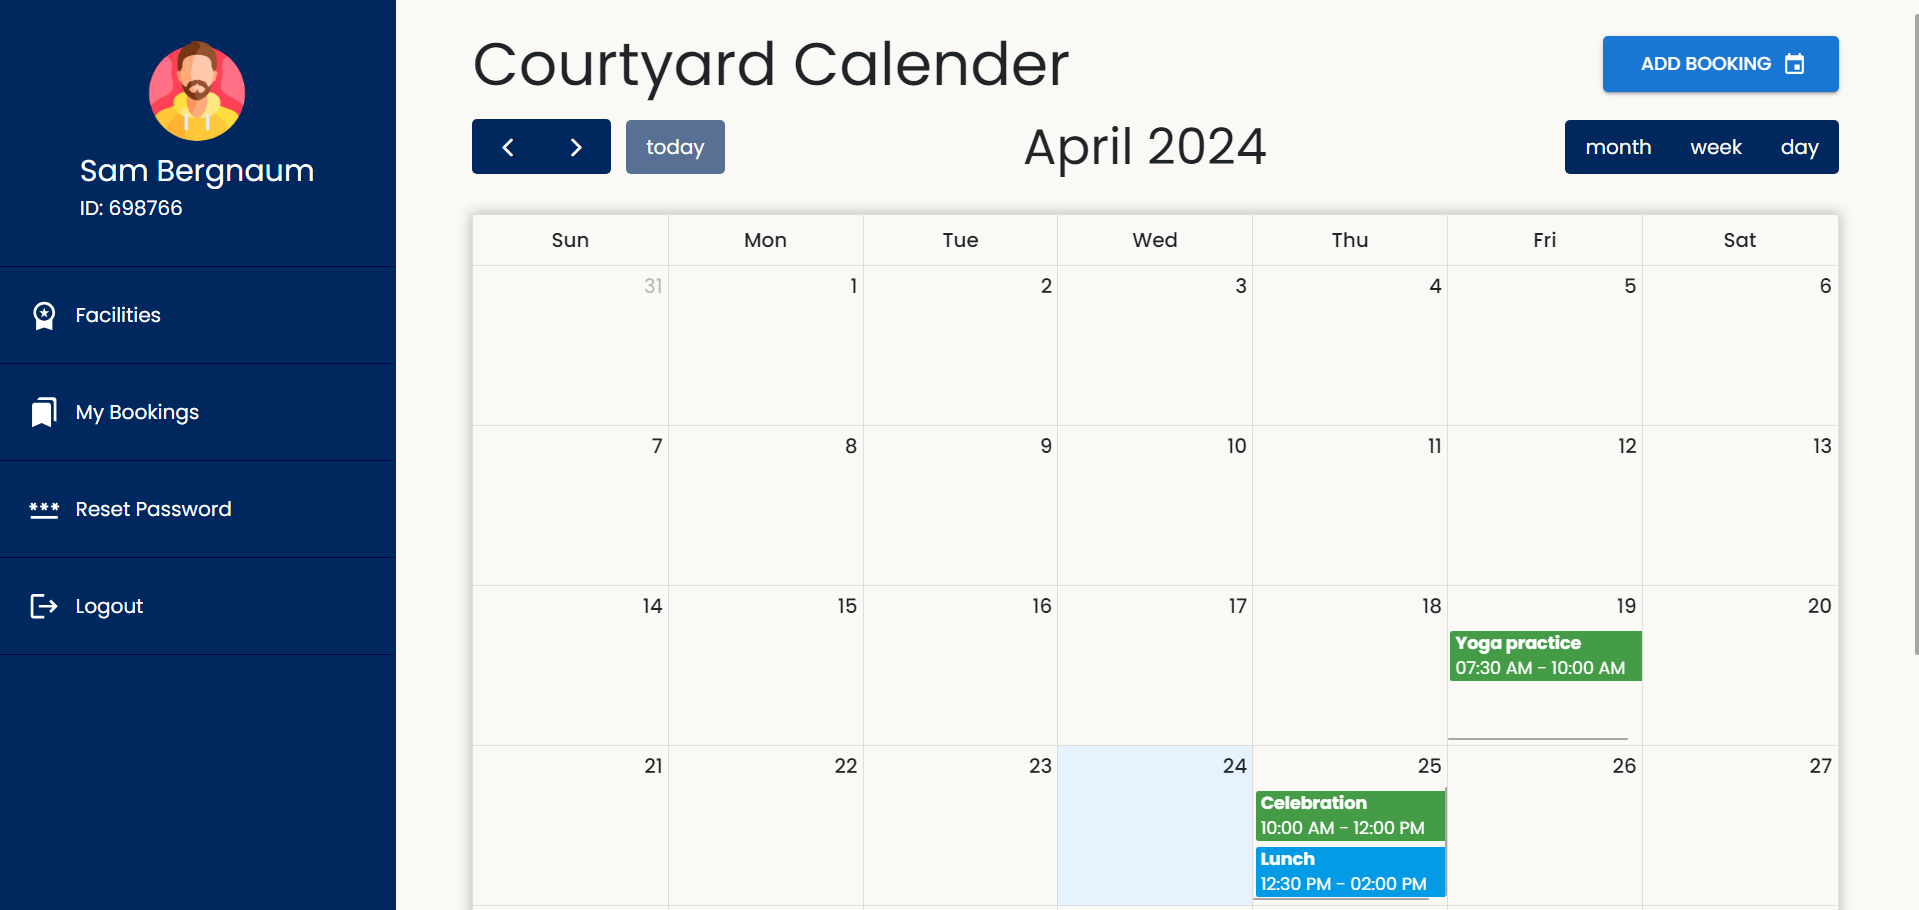 Sam Bergnaum
ID: 698766
Facilities
My Bookings
Reset Password
Logout
Courtyard Calender
ADD BOOKING
today
April 2024
month week day
Sun Mon Tue Wed Thu Fri Sat
31 1 2 3 4 5 6
7 8 9 10 11 12 13
14 15 16 17 18 19 20
Yoga practice
07:30 AM - 10:00 AM
21 22 23 24 25 26 27
Celebration
10:00 AM - 12:00 PM
Lunch
12:30 PM - 02:00 PM